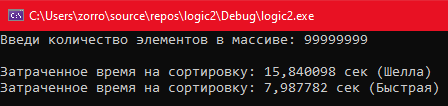 C:\Users\zorro\source\repos\logic2\Debug\logic2.exe
Введи количество элементов в массиве: 99999999
Затраченное время на сортировку: 15,840098 сек (Шелла)
Затраченное время на сортировку: 7,987782 сек (Быстрая)